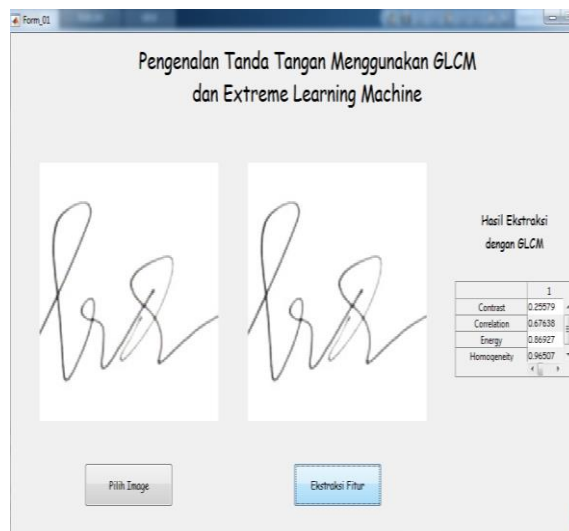 Form_01
Pengenalan Tanda Tangan Menggunakan GLCM
dan Extreme Learning Machine
Hasil Ekstraksi
dengan GLCM
1
Contrast 0.25579
Correlation 0.67638
Energy 0.86927
Homogeneity 0.96507
Pilih Image
Ekstraksi Fitur